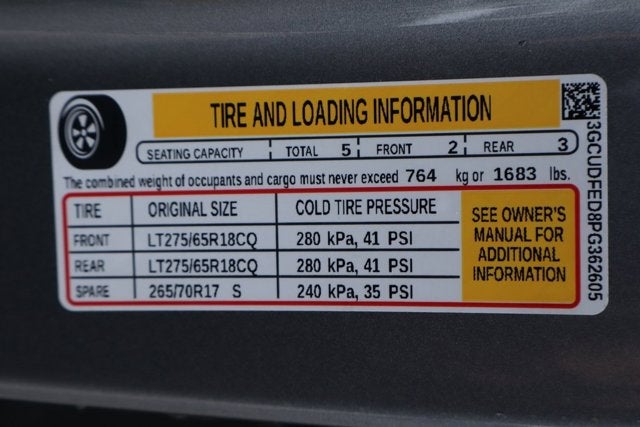 TIRE AND LOADING INFORMATION
SEATING CAPACITY TOTAL 5 FRONT 2 REAR 3
The combined weight of occupants and cargo must never exceed 764 kg or 1683 lbs.
TIRE ORIGINAL SIZE COLD TIRE PRESSURE
FRONT LT275/65R18CQ 280 kPa, 41 PSI
REAR LT275/65R18CQ 280 kPa, 41 PSI
SPARE 265/70R17 S 240 kPa, 35 PSI
SEE OWNER'S
MANUAL FOR
ADDITIONAL
INFORMATION
3GCUDFED8PG362605